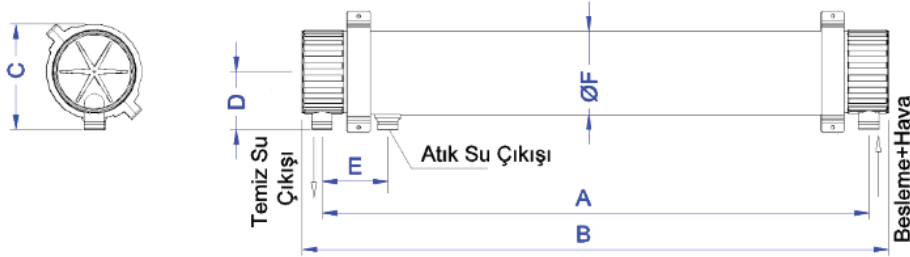 C
D
ØF
Temiz Su
Çıkışı
E
Atık Su Çıkışı
A
B
Besleme+Hava